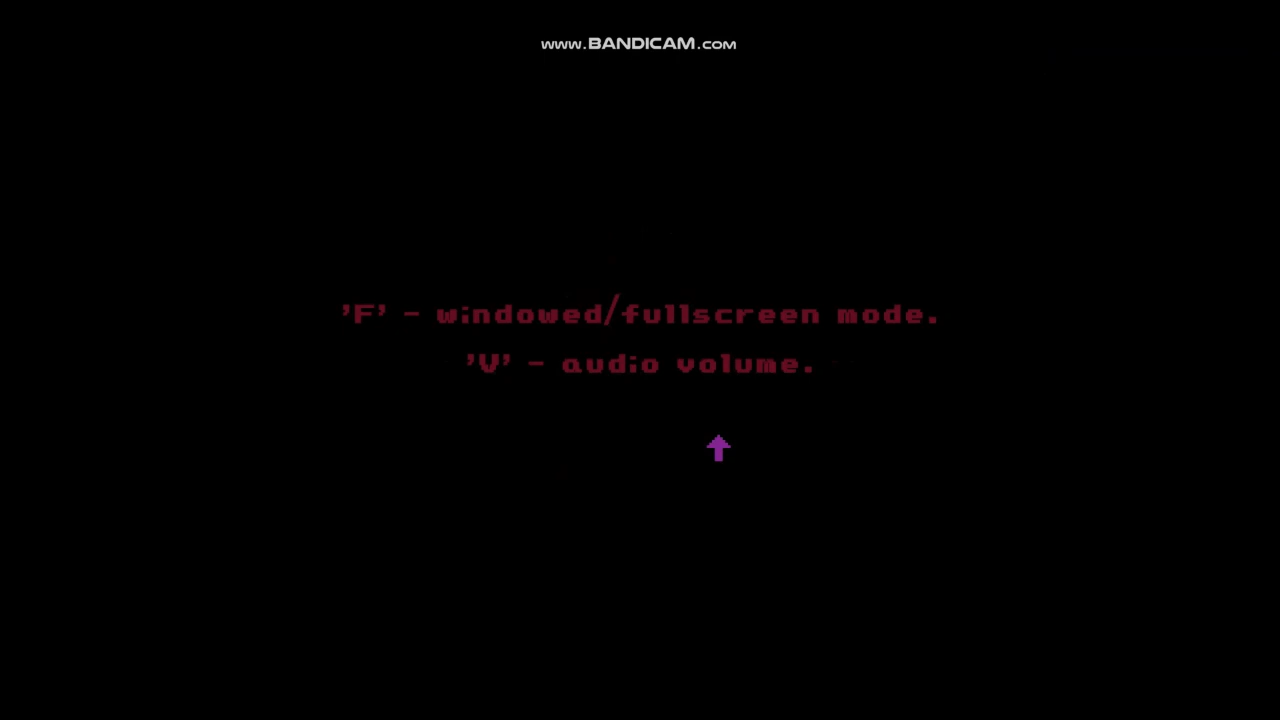 www.BANDICAM.com
'F' - windowed/fullscreen mode.
'V' - audio volume.